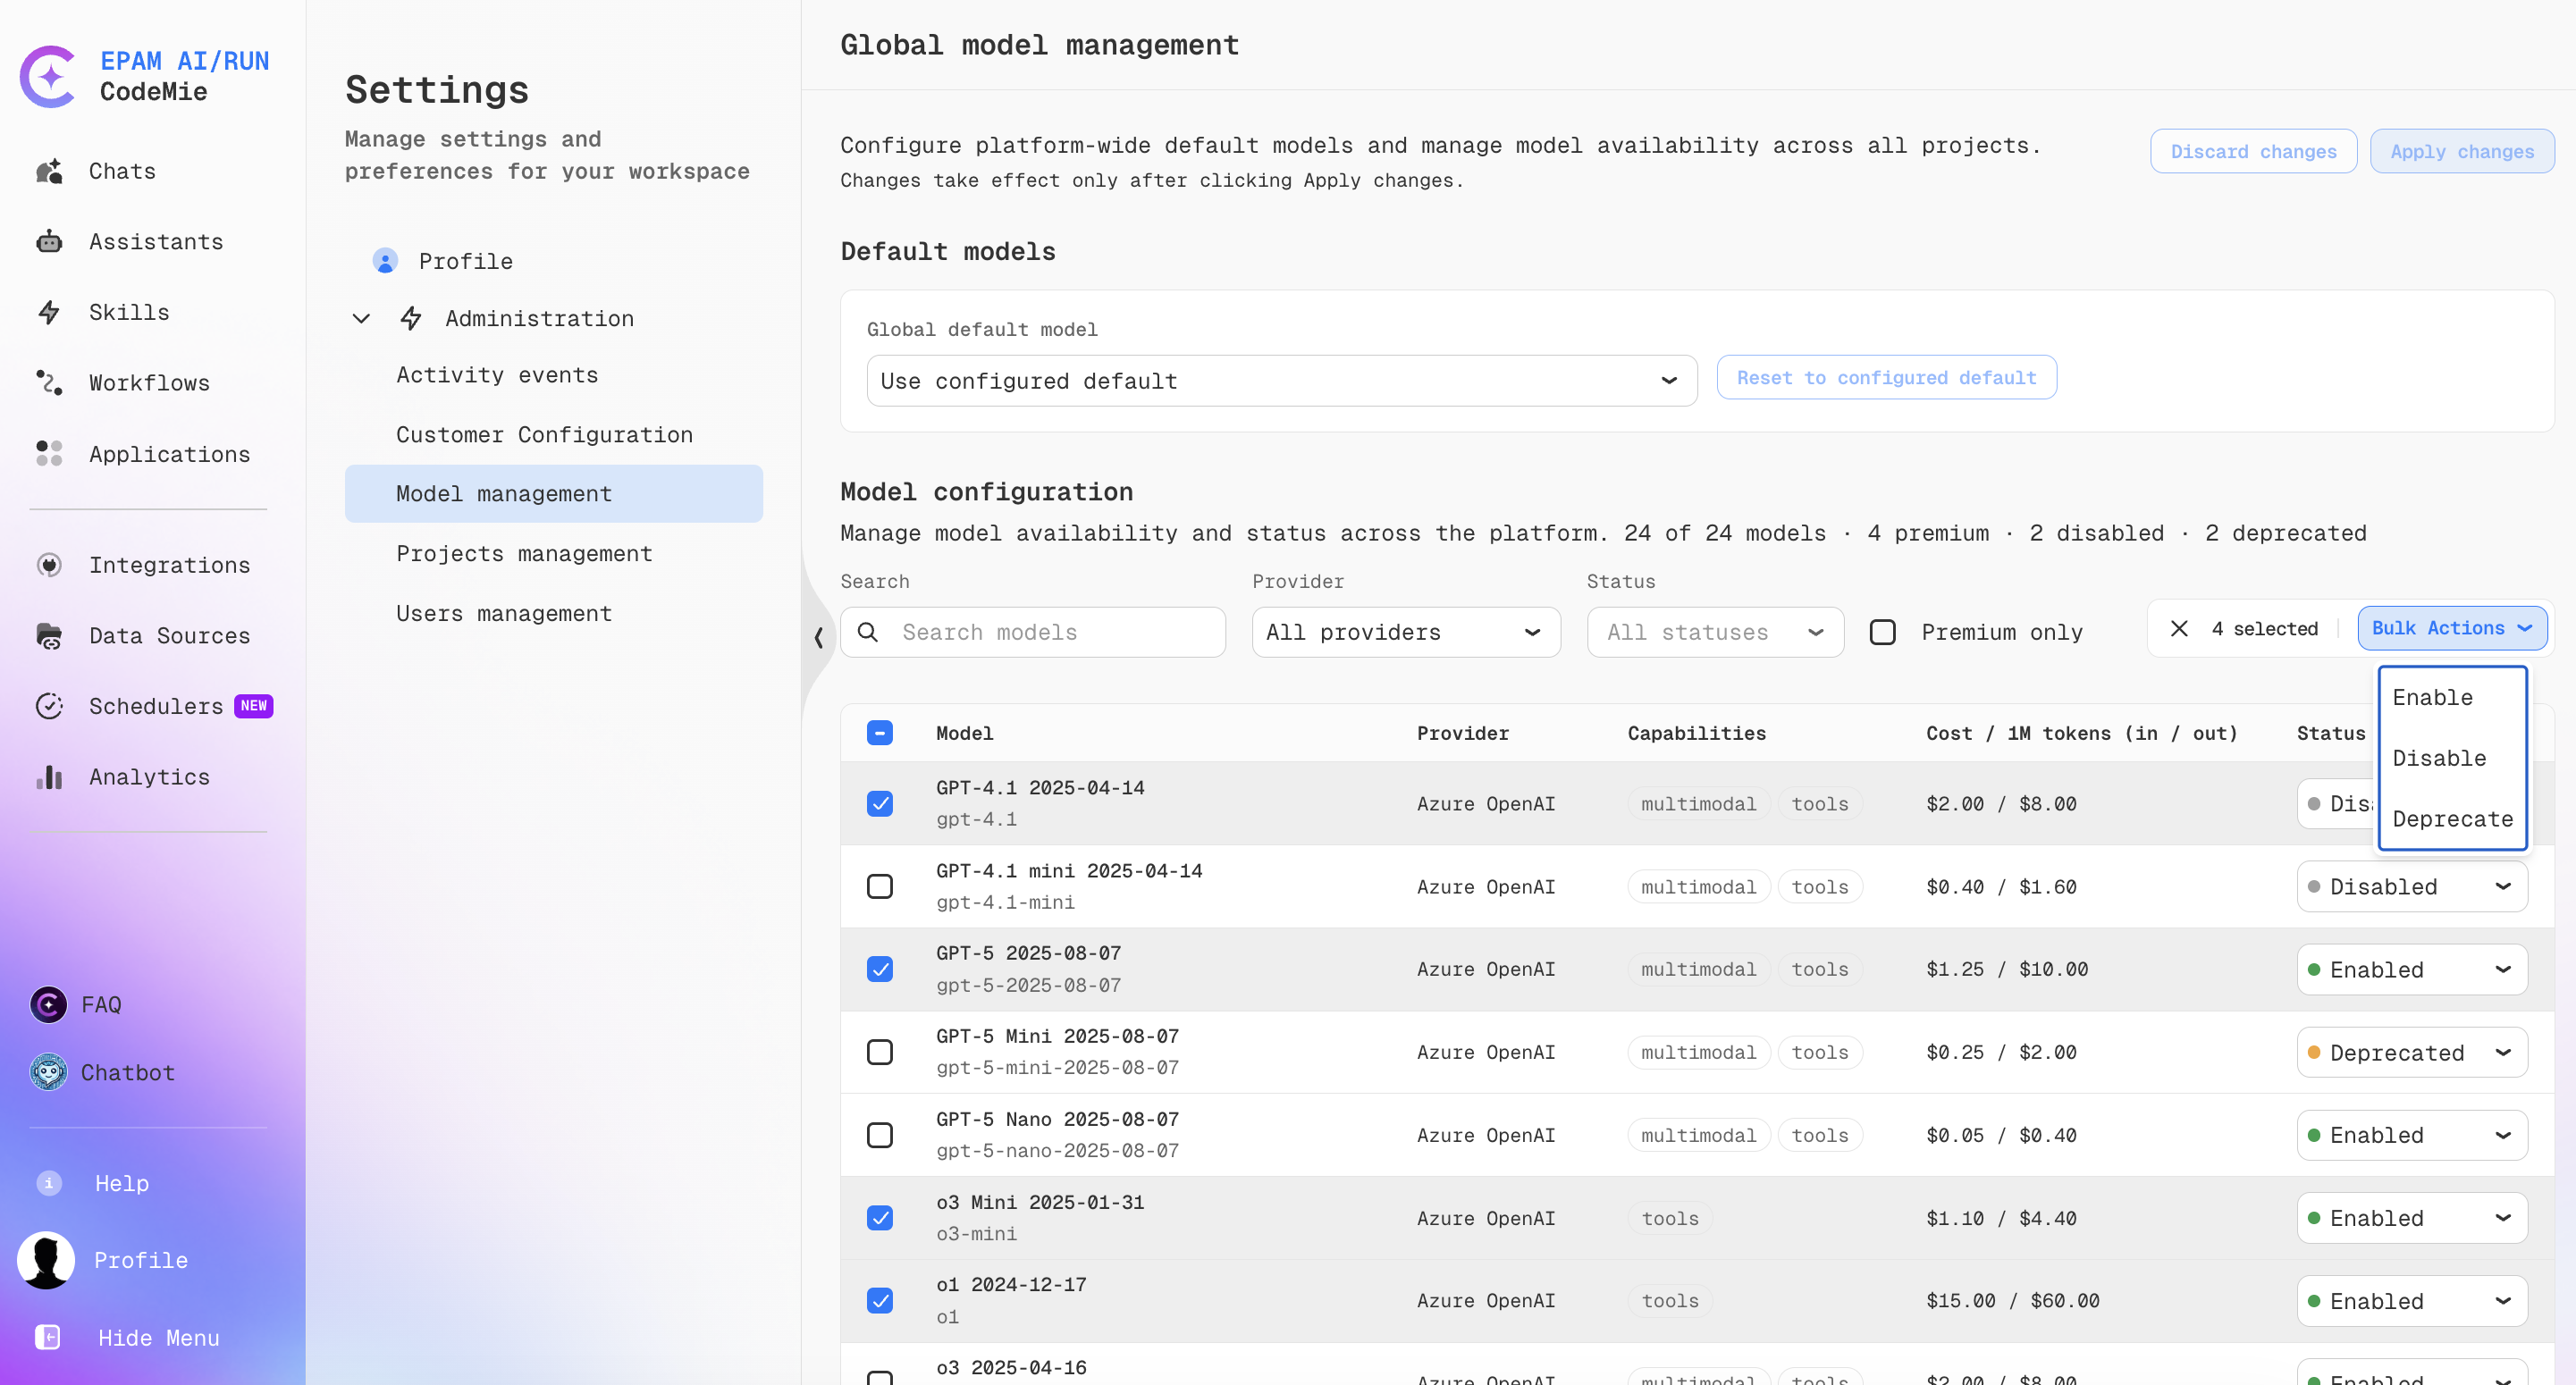 EPAM AI/RUN
CodeMie
Chats
Assistants
Skills
Workflows
Applications
Integrations
Data Sources
Schedulers NEW
Analytics
FAQ
Chatbot
Help
Profile
Hide Menu
Settings
Manage settings and
preferences for your workspace
Profile
Administration
Activity events
Customer Configuration
Model management
Projects management
Users management
Global model management
Configure platform-wide default models and manage model availability across all projects.
Changes take effect only after clicking Apply changes.
Discard changes
Apply changes
Default models
Global default model
Use configured default
Reset to configured default
Model configuration
Manage model availability and status across the platform. 24 of 24 models · 4 premium · 2 disabled · 2 deprecated
Search Provider Status
Search models All providers All statuses Premium only 4 selected Bulk Actions
Enable
Disable
Deprecate
Model Provider Capabilities Cost / 1M tokens (in / out) Status
GPT-4.1 2025-04-14
gpt-4.1
Azure OpenAI multimodal tools $2.00 / $8.00 Disa
GPT-4.1 mini 2025-04-14
gpt-4.1-mini
Azure OpenAI multimodal tools $0.40 / $1.60 Disabled
GPT-5 2025-08-07
gpt-5-2025-08-07
Azure OpenAI multimodal tools $1.25 / $10.00 Enabled
GPT-5 Mini 2025-08-07
gpt-5-mini-2025-08-07
Azure OpenAI multimodal tools $0.25 / $2.00 Deprecated
GPT-5 Nano 2025-08-07
gpt-5-nano-2025-08-07
Azure OpenAI multimodal tools $0.05 / $0.40 Enabled
o3 Mini 2025-01-31
o3-mini
Azure OpenAI tools $1.10 / $4.40 Enabled
o1 2024-12-17
o1
Azure OpenAI tools $15.00 / $60.00 Enabled
o3 2025-04-16
Azure OpenAI multimodal tools $2.00 / $8.00 Enabled